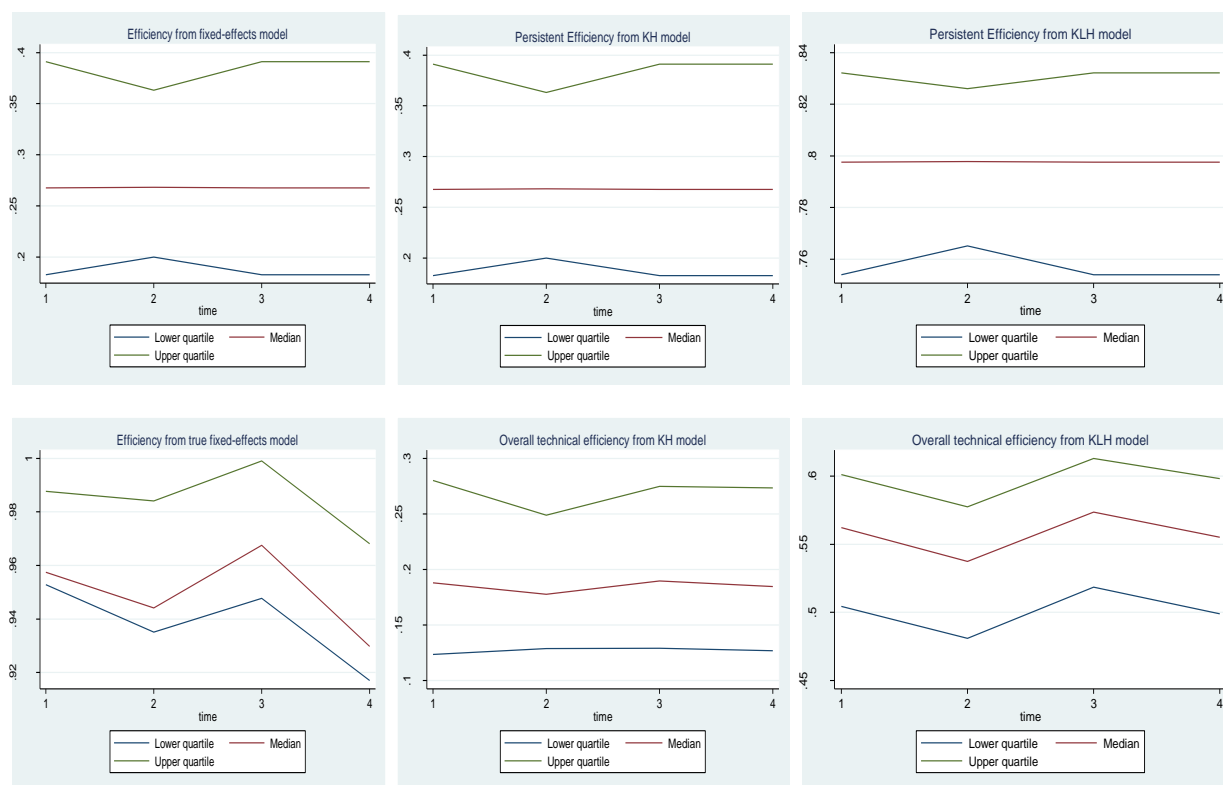 Efficiency from fixed-effects model
.4
.35
.3
.25
.2
1 2 3 4
time
Lower quartile Median
Upper quartile
Persistent Efficiency from KH model
.4
.35
.3
.25
.2
1 2 3 4
time
Lower quartile Median
Upper quartile
Persistent Efficiency from KLH model
.84
.82
.8
.78
.76
1 2 3 4
time
Lower quartile Median
Upper quartile
Efficiency from true fixed-effects model
1
.98
.96
.94
.92
1 2 3 4
time
Lower quartile Median
Upper quartile
Overall technical efficiency from KH model
.3
.25
.2
.15
.1
1 2 3 4
time
Lower quartile Median
Upper quartile
Overall technical efficiency from KLH model
.6
.55
.5
.45
1 2 3 4
time
Lower quartile Median
Upper quartile